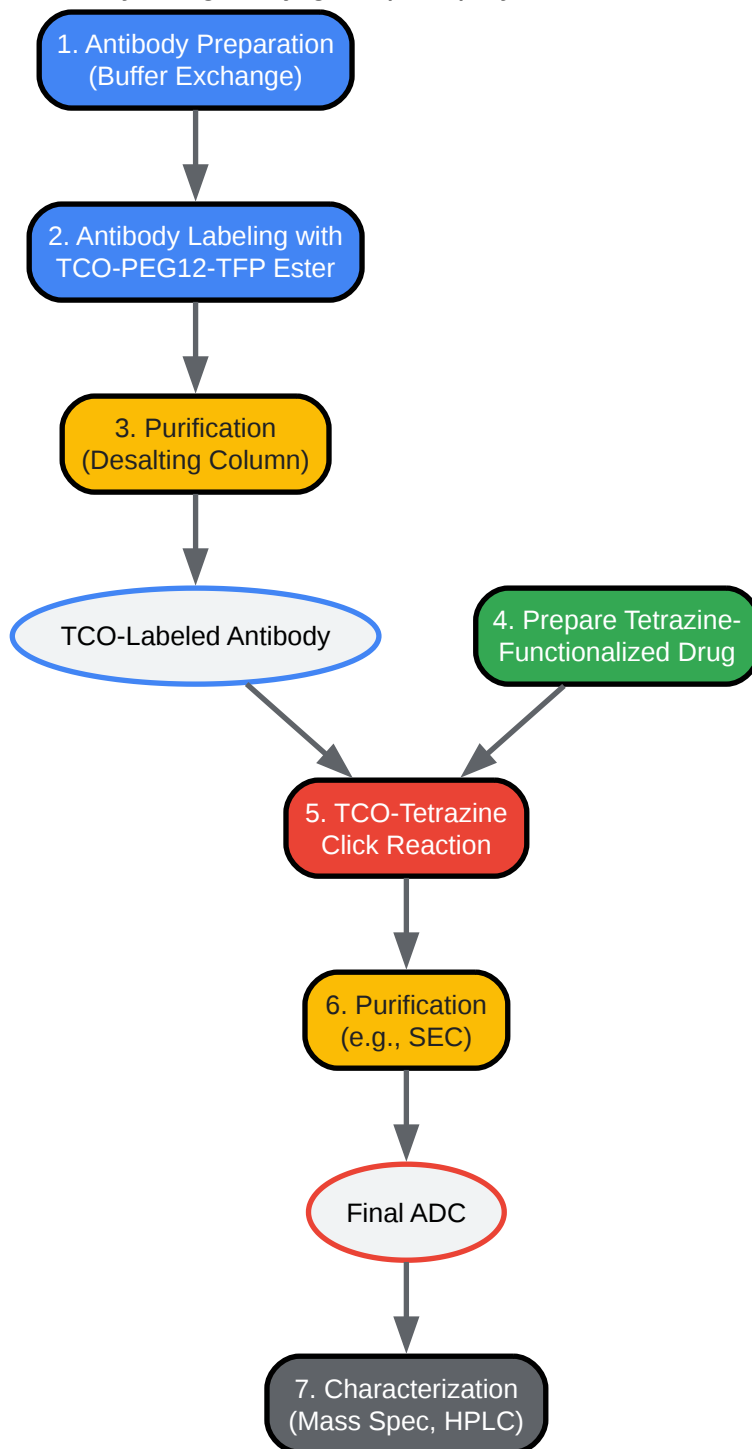 1. Antibody Preparation
(Buffer Exchange)
2. Antibody Labeling with
TCO-PEG12-TFP Ester
3. Purification
(Desalting Column)
TCO-Labeled Antibody
4. Prepare Tetrazine-
Functionalized Drug
5. TCO-Tetrazine
Click Reaction
6. Purification
(e.g., SEC)
Final ADC
7. Characterization
(Mass Spec, HPLC)